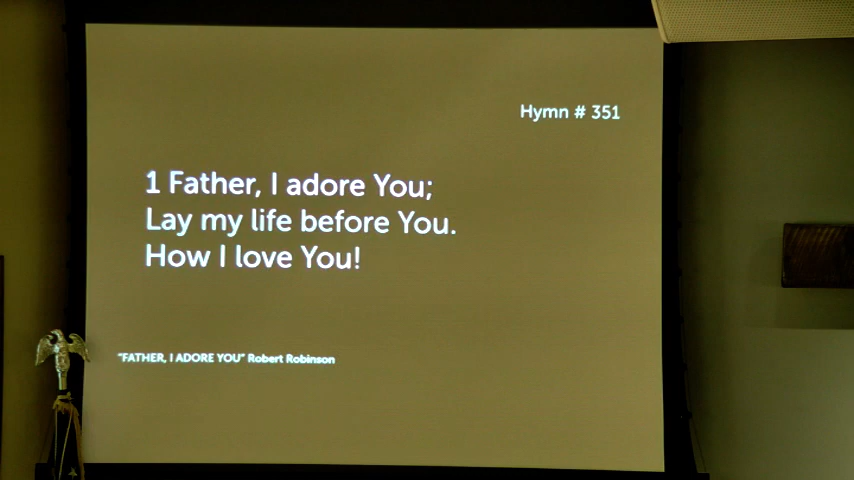 Hymn # 351
1 Father, I adore You;
Lay my life before You.
How I love You!
"FATHER, I ADORE YOU" Robert Robinson